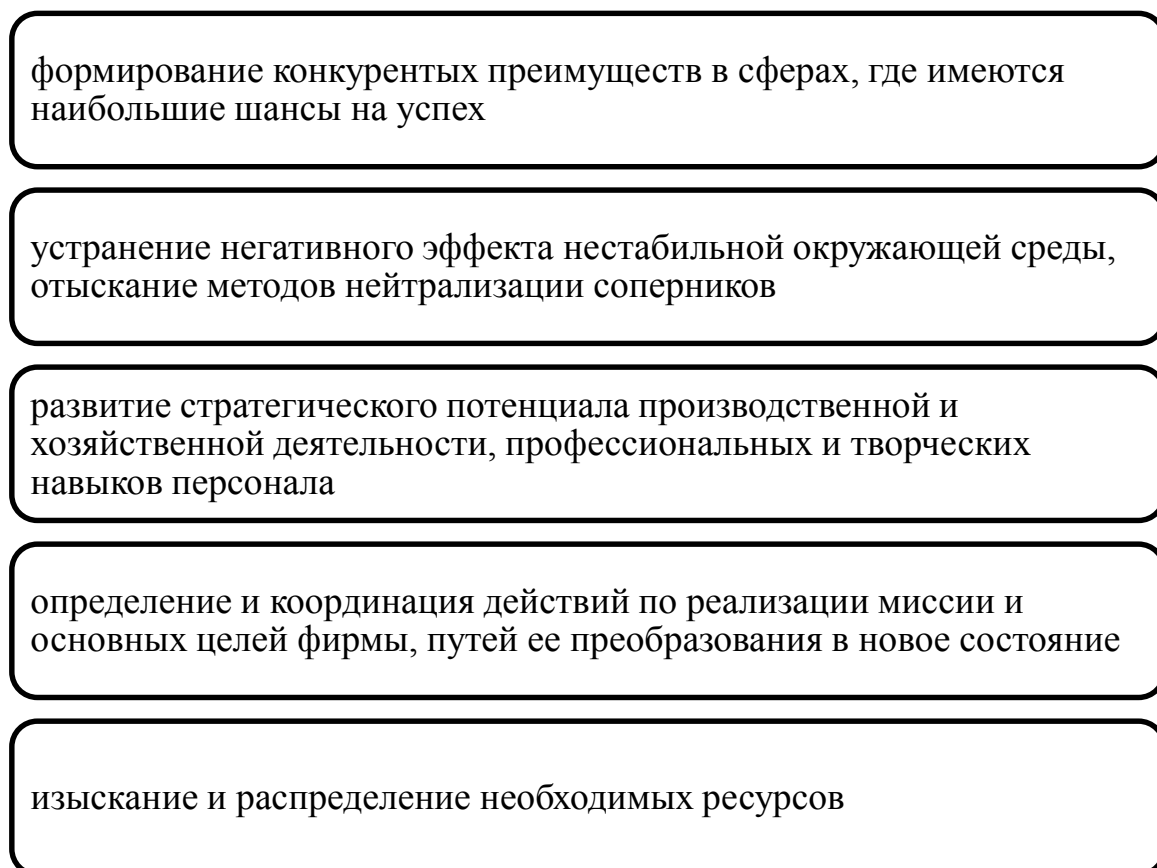 формирование конкурентых преимуществ в сферах, где имеются
наибольшие шансы на успех
устранение негативного эффекта нестабильной окружающей среды,
отыскание методов нейтрализации соперников
развитие стратегического потенциала производственной и
хозяйственной деятельности, профессиональных и творческих
навыков персонала
определение и координация действий по реализации миссии и
основных целей фирмы, путей ее преобразования в новое состояние
изыскание и распределение необходимых ресурсов